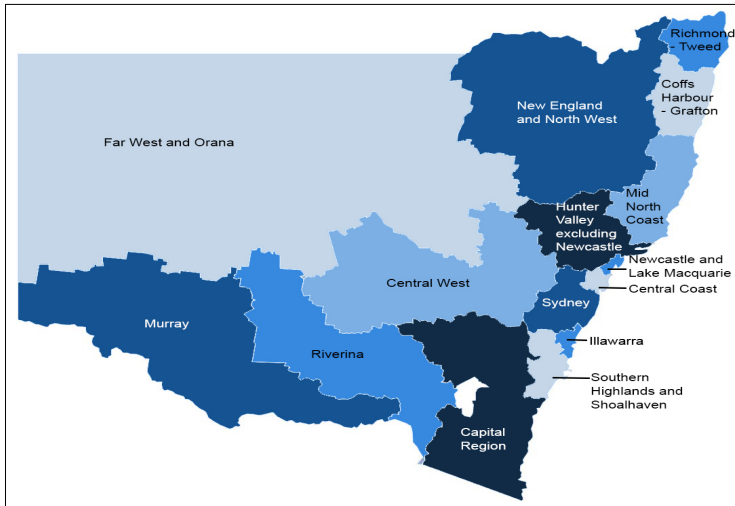 Richmond
- Tweed
Coffs
Harbour
- Grafton
New England
and North West
Far West and Orana
Mid
North
Coast
Hunter
Valley
excluding
Newcastle
Newcastle and
Lake Macquarie
Central Coast
Central West
Sydney
Murray
Illawarra
Riverina
Southern
Highlands and
Shoalhaven
Capital
Region